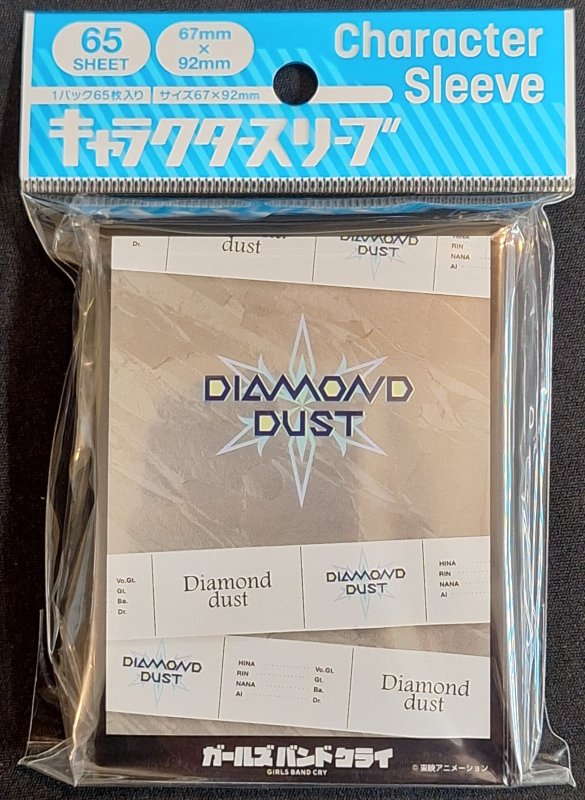 65
SHEET
67mm
×
92mm
Character
Sleeve
1パック65枚入り
サイズ67×92mm
キャラクタースリーブ
Dr.
dust
DIAMOND
DUST
HINA
RIN
NANA
AI
DIAMOND
DUST
Vo.Gt.
Gt.
Ba.
Dr.
Diamond
dust
DIAMOND
DUST
HINA
RIN
NANA
AI
DIAMOND
DUST
HINA Vo.Gt.
RIN Gt.
NANA Ba.
AI Dr.
Diamond
dust
ガールズバンドクライ
GIRLS BAND CRY
©東映アニメーション